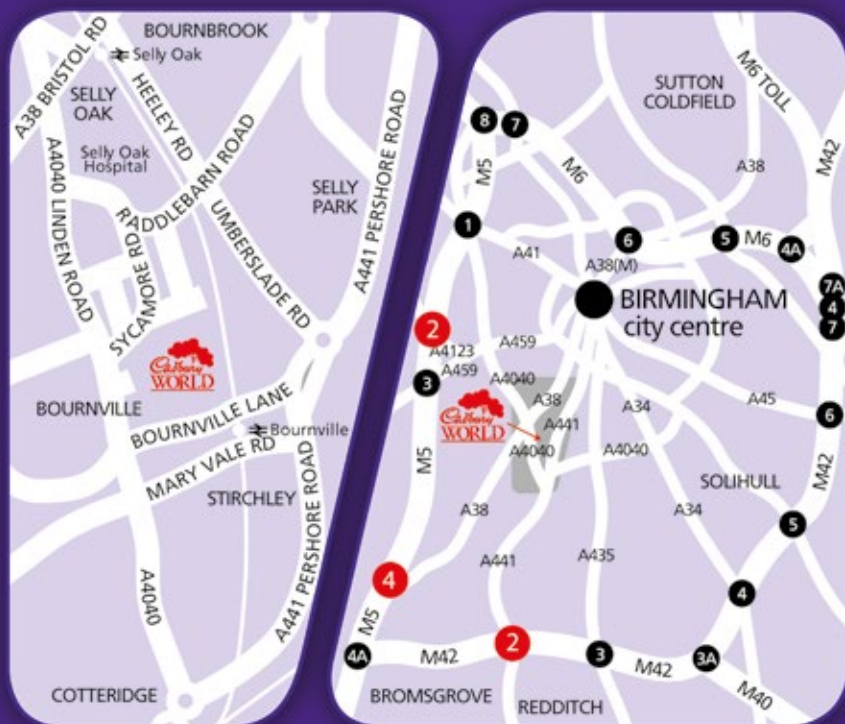 BOURNBROOK
A38 BRISTOL RD
Selly Oak
SELLY
OAK
HEELEY RD
Selly Oak
Hospital
A4040 LINDEN ROAD
RADDLEBARN ROAD
SELLY
PARK
A441 PERSHORE ROAD
SYCAMORE RD
UMBERSLADE RD
Cadbury
WORLD
BOURNVILLE
BOURNVILLE LANE
Bournville
MARY VALE RD
STIRCHLEY
A4040
A441 PERSHORE ROAD
COTTERIDGE
M6 TOLL
SUTTON
COLDFIELD
8
7
M5
M6
A38
M42
1
6
5
M6
4A
A41
A38(M)
7A
4
7
BIRMINGHAM
city centre
2
A4123
A459
A459
3
A4040
Cadbury
WORLD
A38
A441
A34
A45
6
A4040
A4040
M5
M42
SOLIHULL
A38
A34
5
A441
A435
4
4
M5
2
4A
M42
3
M42
3A
M40
BROMSGROVE
REDDITCH